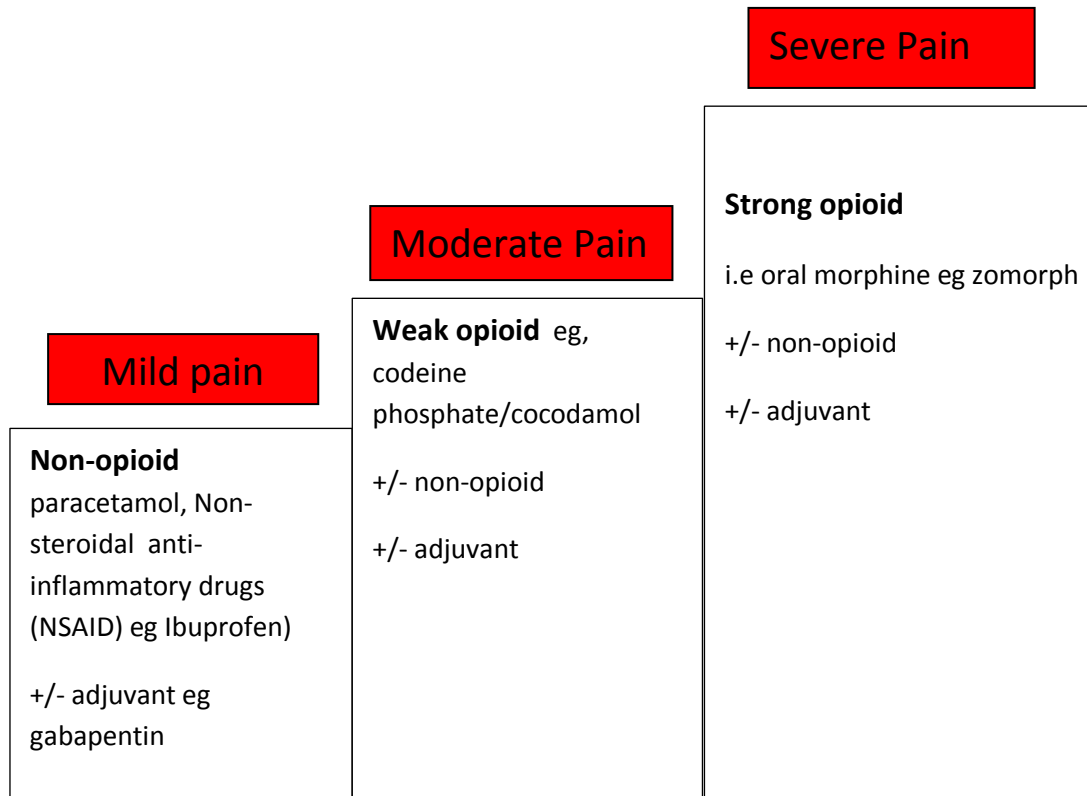 Mild pain
Non-opioid
paracetamol, Non-
steroidal anti-
inflammatory drugs
(NSAID) eg Ibuprofen)
+/- adjuvant eg
gabapentin
Moderate Pain
Weak opioid eg,
codeine
phosphate/cocodamol
+/- non-opioid
+/- adjuvant
Severe Pain
Strong opioid
i.e oral morphine eg zomorph
+/- non-opioid
+/- adjuvant